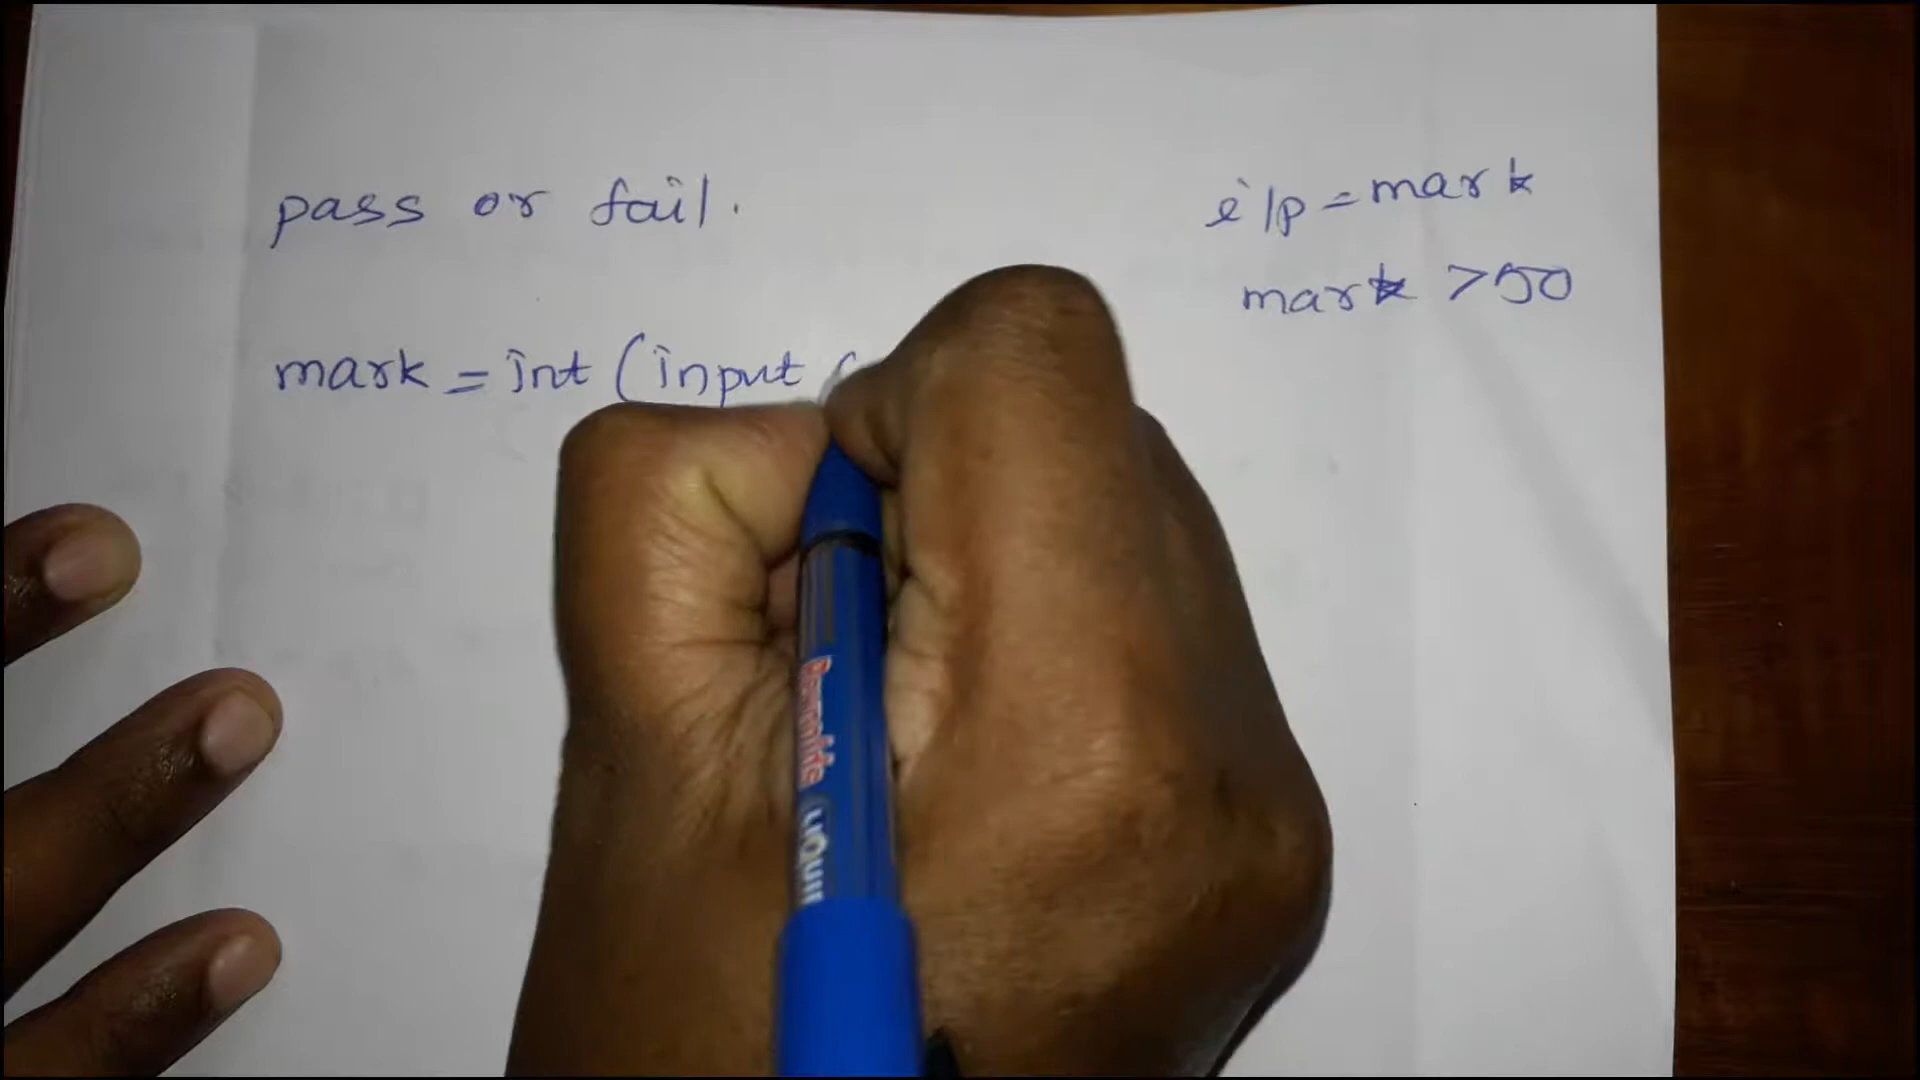 pass or fail.
i/p = mark
mark > 50
mark = int (input (